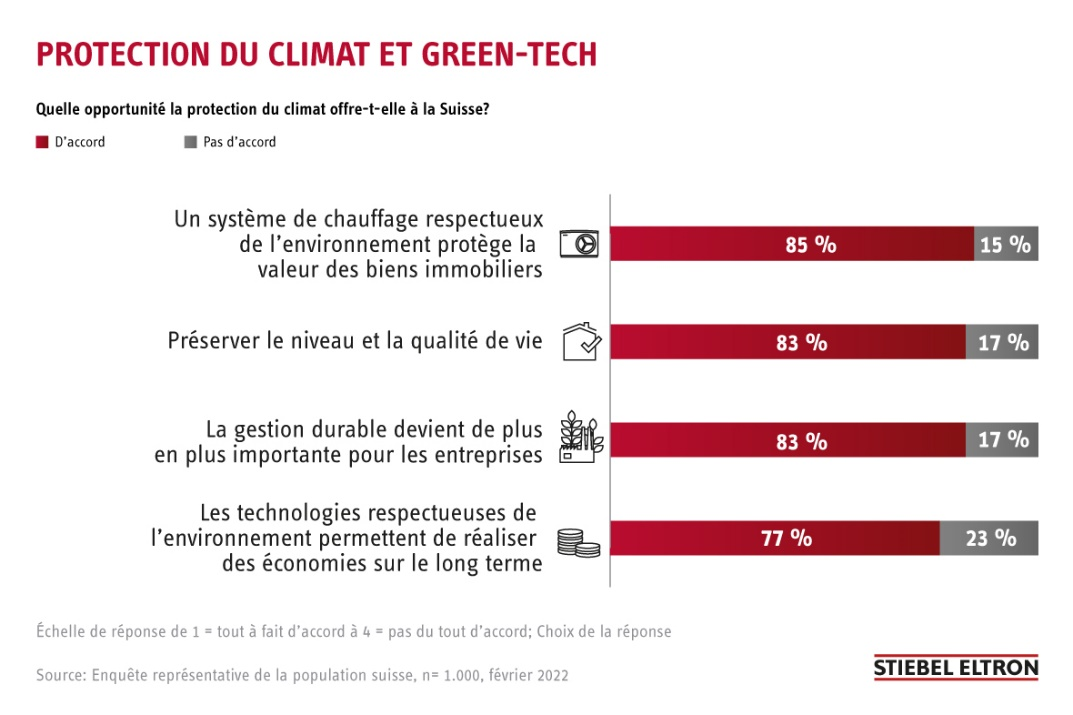 PROTECTION DU CLIMAT ET GREEN-TECH
Quelle opportunité la protection du climat offre-t-elle à la Suisse?
D'accord
Pas d'accord
Un système de chauffage respectueux
de l'environnement protège la
valeur des biens immobiliers
85 %
15 %
Préserver le niveau et la qualité de vie
83 %
17 %
La gestion durable devient de plus
en plus importante pour les entreprises
83 %
17 %
Les technologies respectueuses de
l'environnement permettent de réaliser
des économies sur le long terme
77 %
23 %
Échelle de réponse de 1 = tout à fait d'accord à 4 = pas du tout d'accord; Choix de la réponse
Source: Enquête représentative de la population suisse, n= 1.000, février 2022
STIEBEL ELTRON